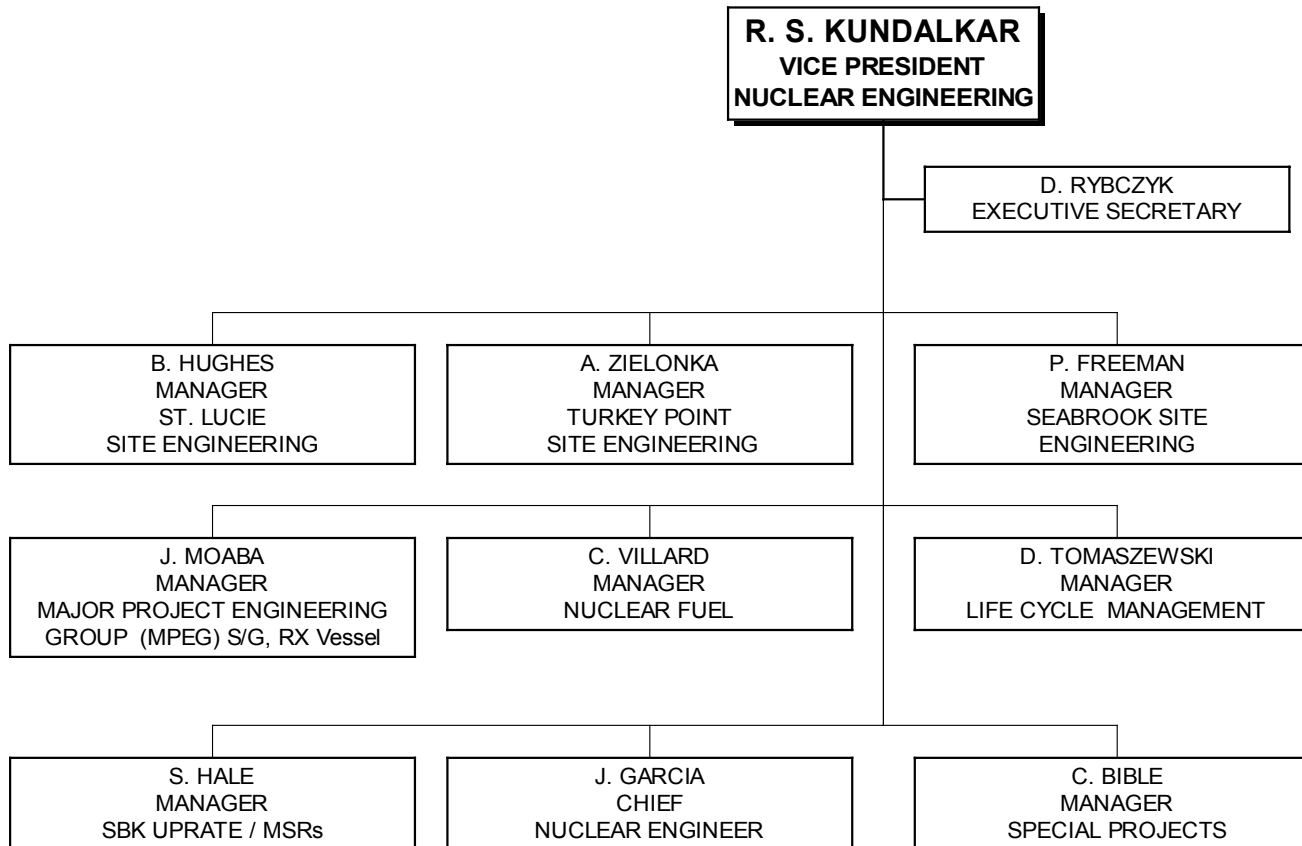 R. S. KUNDALKAR
VICE PRESIDENT
NUCLEAR ENGINEERING
D. RYBCZYK
EXECUTIVE SECRETARY
B. HUGHES
MANAGER
ST. LUCIE
SITE ENGINEERING
A. ZIELONKA
MANAGER
TURKEY POINT
SITE ENGINEERING
P. FREEMAN
MANAGER
SEABROOK SITE
ENGINEERING
J. MOABA
MANAGER
MAJOR PROJECT ENGINEERING
GROUP (MPEG) S/G, RX Vessel
C. VILLARD
MANAGER
NUCLEAR FUEL
D. TOMASZEWSKI
MANAGER
LIFE CYCLE MANAGEMENT
S. HALE
MANAGER
SBK UPRATE / MSRs
J. GARCIA
CHIEF
NUCLEAR ENGINEER
C. BIBLE
MANAGER
SPECIAL PROJECTS